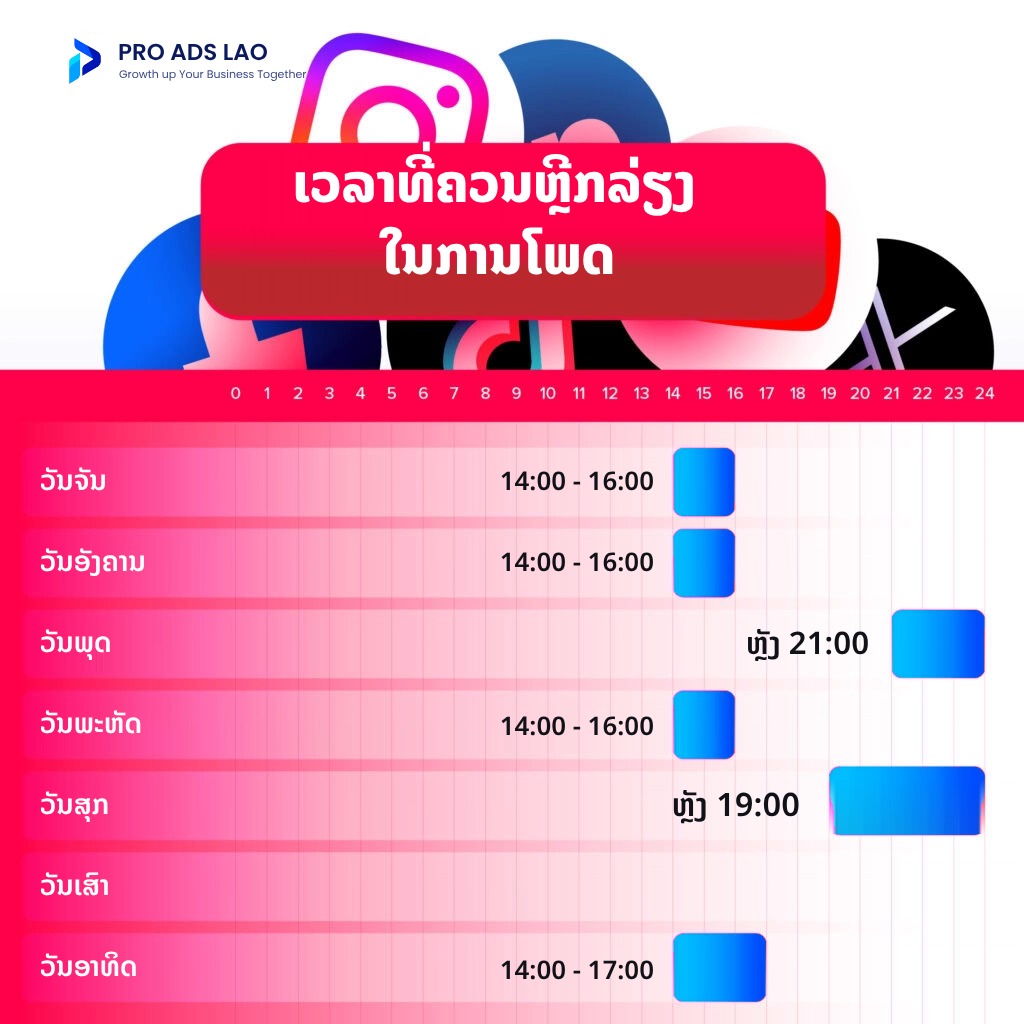 PRO ADS LAO
Growth up Your Business Together
ເວລາທີ່ຄວນຫຼີກລ່ຽງ
ໃນການໂພດ
0 1 2 3 4 5 6 7 8 9 10 11 12 13 14 15 16 17 18 19 20 21 22 23 24
ວັນຈັນ 14:00 - 16:00
ວັນອັງຄານ 14:00 - 16:00
ວັນພຸດ ຫຼັງ 21:00
ວັນພະຫັດ 14:00 - 16:00
ວັນສຸກ ຫຼັງ 19:00
ວັນເສົາ
ວັນອາທິດ 14:00 - 17:00